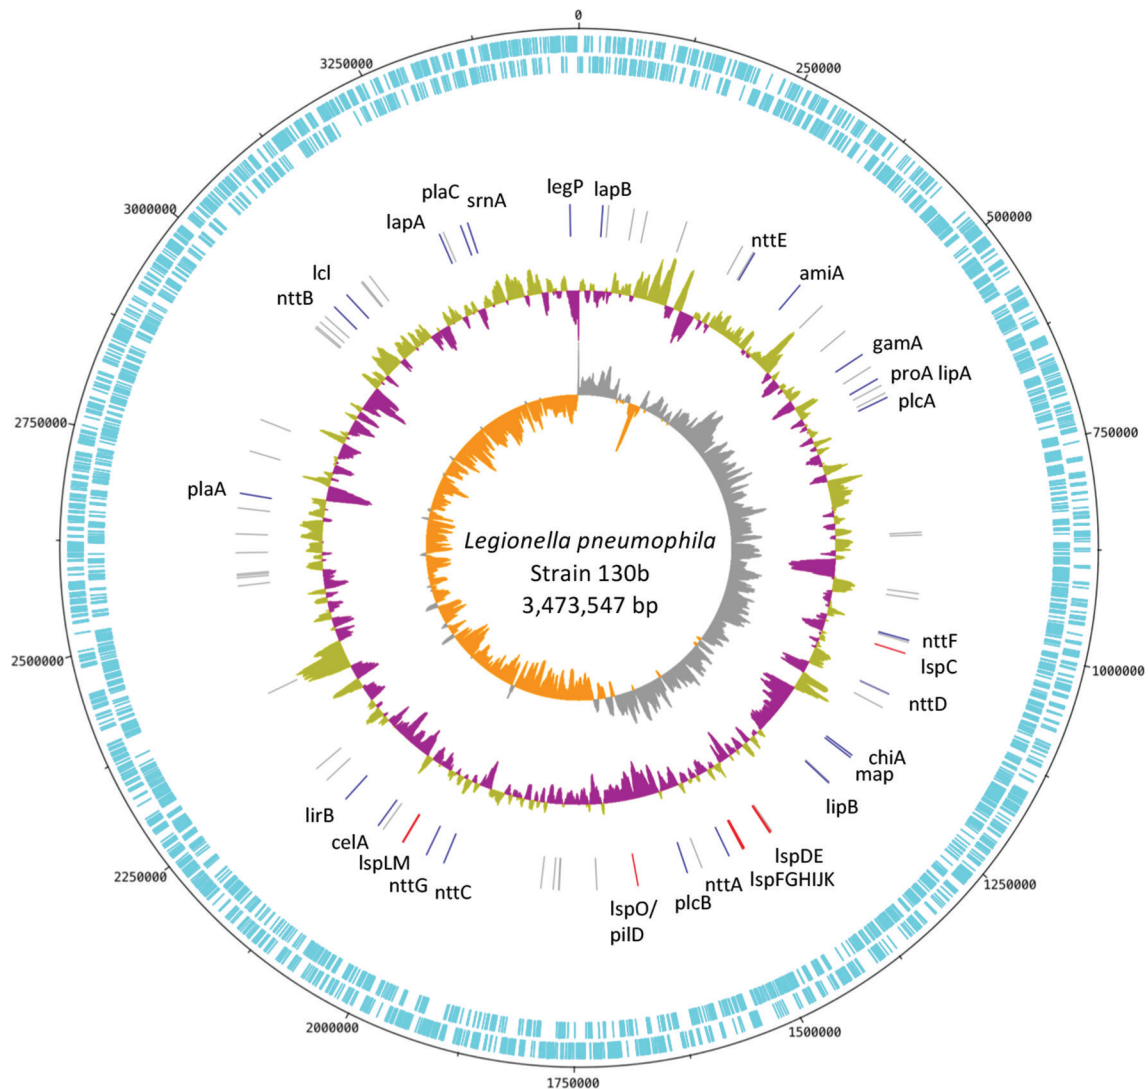 0
3250000
250000
3000000
500000
plaC
srnA
lapA
legP
lapB
nttE
amiA
lcl
nttB
gamA
proA lipA
plcA
2750000
750000
plaA
Legionella pneumophila
Strain 130b
3,473,547 bp
nttF
lspC
nttD
2500000
1000000
chiA
map
lipB
lirB
celA
lspLM
nttG
nttC
lspDE
lspFGHIJK
nttA
plcB
lspO/
pilD
2250000
1250000
2000000
1500000
1750000